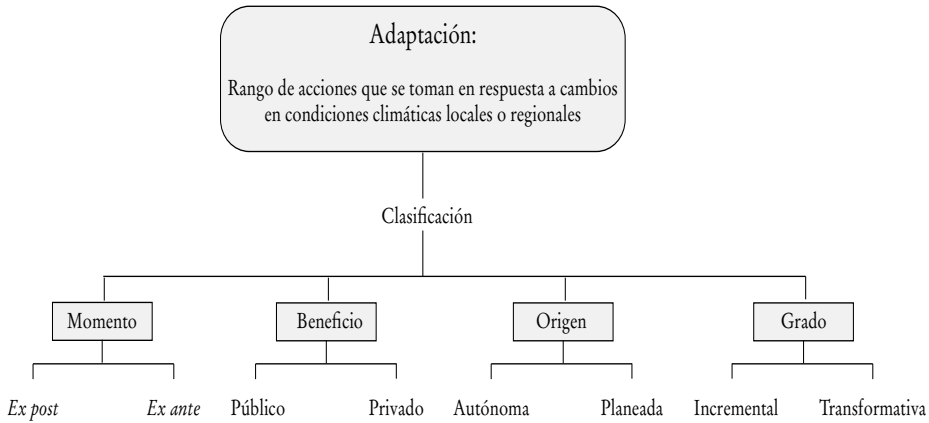 Adaptación:
Rango de acciones que se toman en respuesta a cambios
en condiciones climáticas locales o regionales
Clasificación
Momento Beneficio Origen Grado
Ex post Ex ante Público Privado Autónoma Planeada Incremental Transformativa